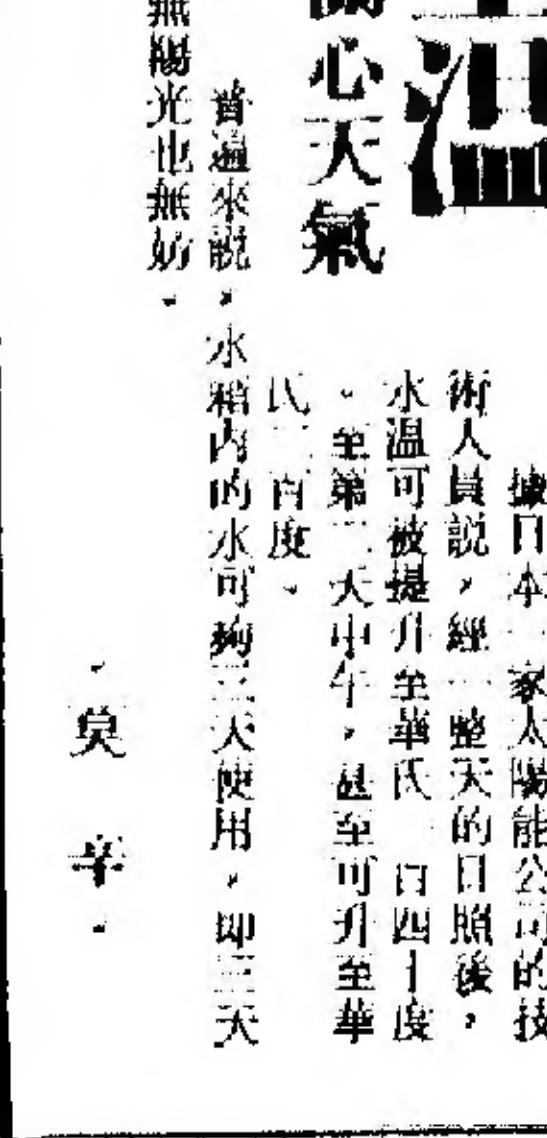 温
關心天氣
據日本一家太陽能公司的技
術人員說，經一整天的日照後，
水溫可被提升至華氏一百四十度
。至第二天中午，甚至可升至華
氏二百度。
普遍來說，水箱內的水可夠三天使用，即三天
無陽光也無妨。
·莫 辛·